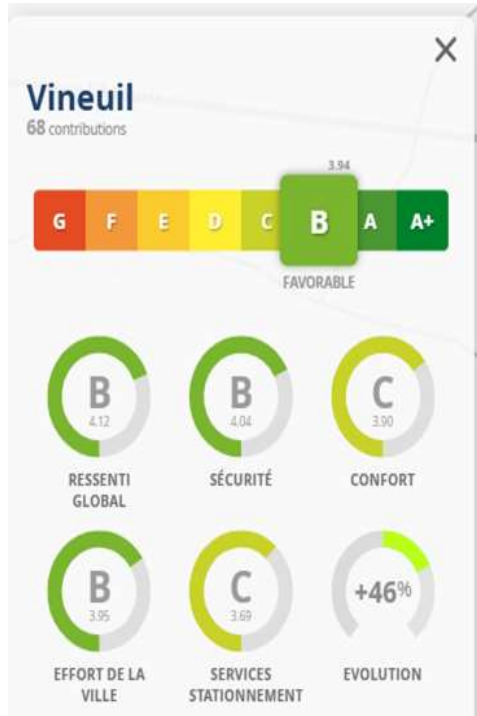 Vineuil
68 contributions
3.94
G F E D C B A A+
FAVORABLE
B
4.12
RESSENTI
GLOBAL
B
4.04
SÉCURITÉ
C
3.90
CONFORT
B
3.95
EFFORT DE LA
VILLE
C
3.69
SERVICES
STATIONNEMENT
+46%
EVOLUTION